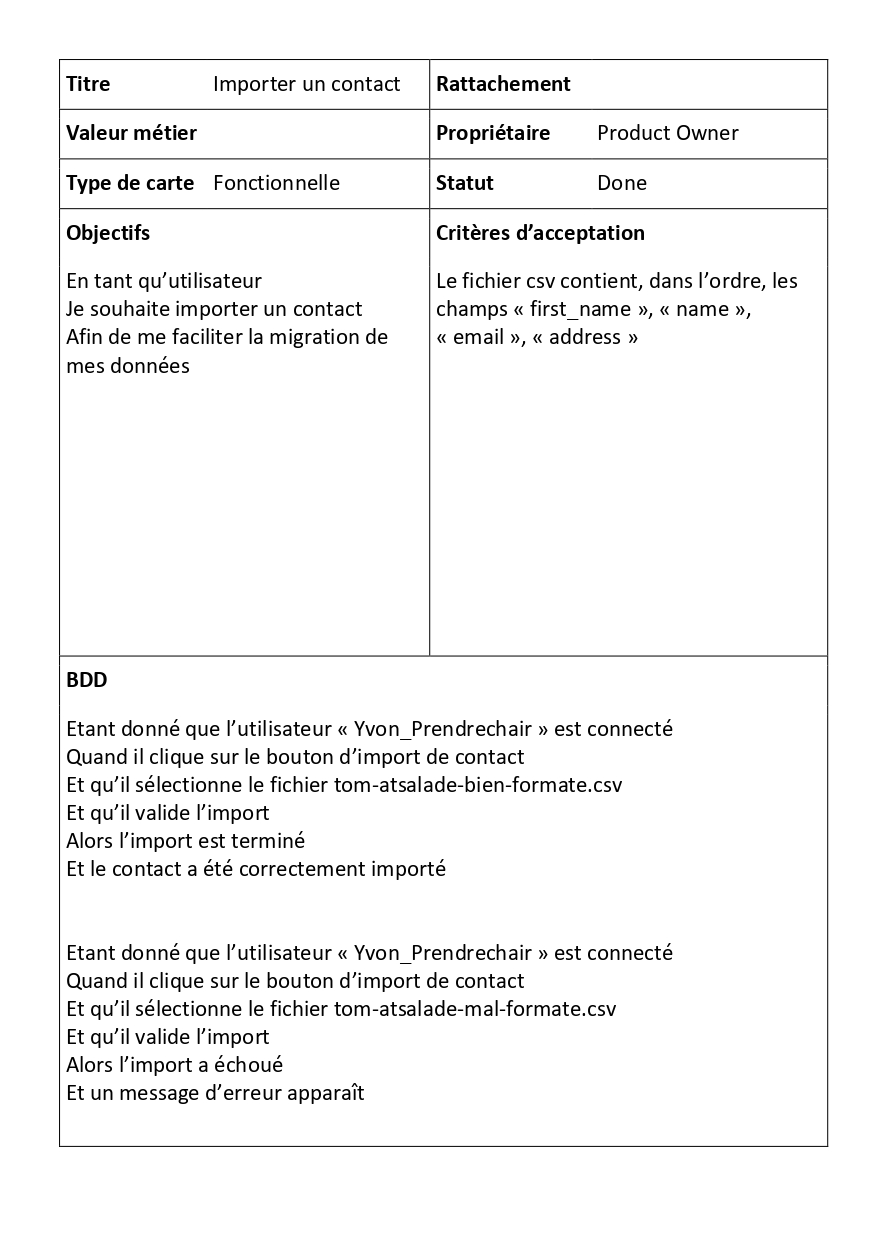 Titre Importer un contact Rattachement
Valeur métier Propriétaire Product Owner
Type de carte Fonctionnelle Statut Done
Objectifs
En tant qu’utilisateur
Je souhaite importer un contact
Afin de me faciliter la migration de
mes données
Critères d’acceptation
Le fichier csv contient, dans l’ordre, les
champs « first_name », « name »,
« email », « address »
BDD
Etant donné que l’utilisateur « Yvon_Prendrechair » est connecté
Quand il clique sur le bouton d’import de contact
Et qu’il sélectionne le fichier tom-atsalade-bien-formate.csv
Et qu’il valide l’import
Alors l’import est terminé
Et le contact a été correctement importé
Etant donné que l’utilisateur « Yvon_Prendrechair » est connecté
Quand il clique sur le bouton d’import de contact
Et qu’il sélectionne le fichier tom-atsalade-mal-formate.csv
Et qu’il valide l’import
Alors l’import a échoué
Et un message d’erreur apparaît